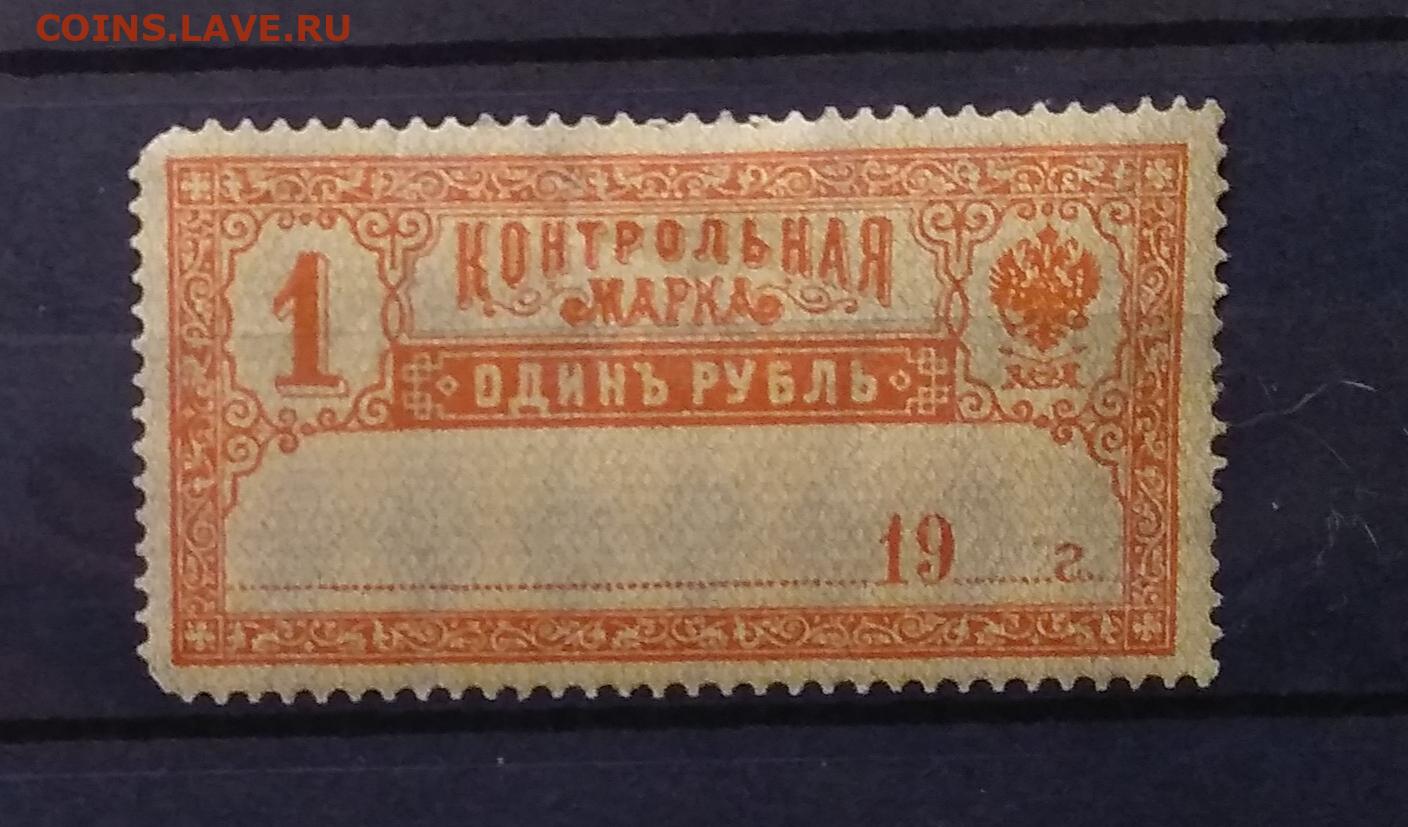 COINS.LAVE.RU
1
КОНТРОЛЬНАЯ
МАРКА
ОДИНЪ РУБЛЬ
19 г.